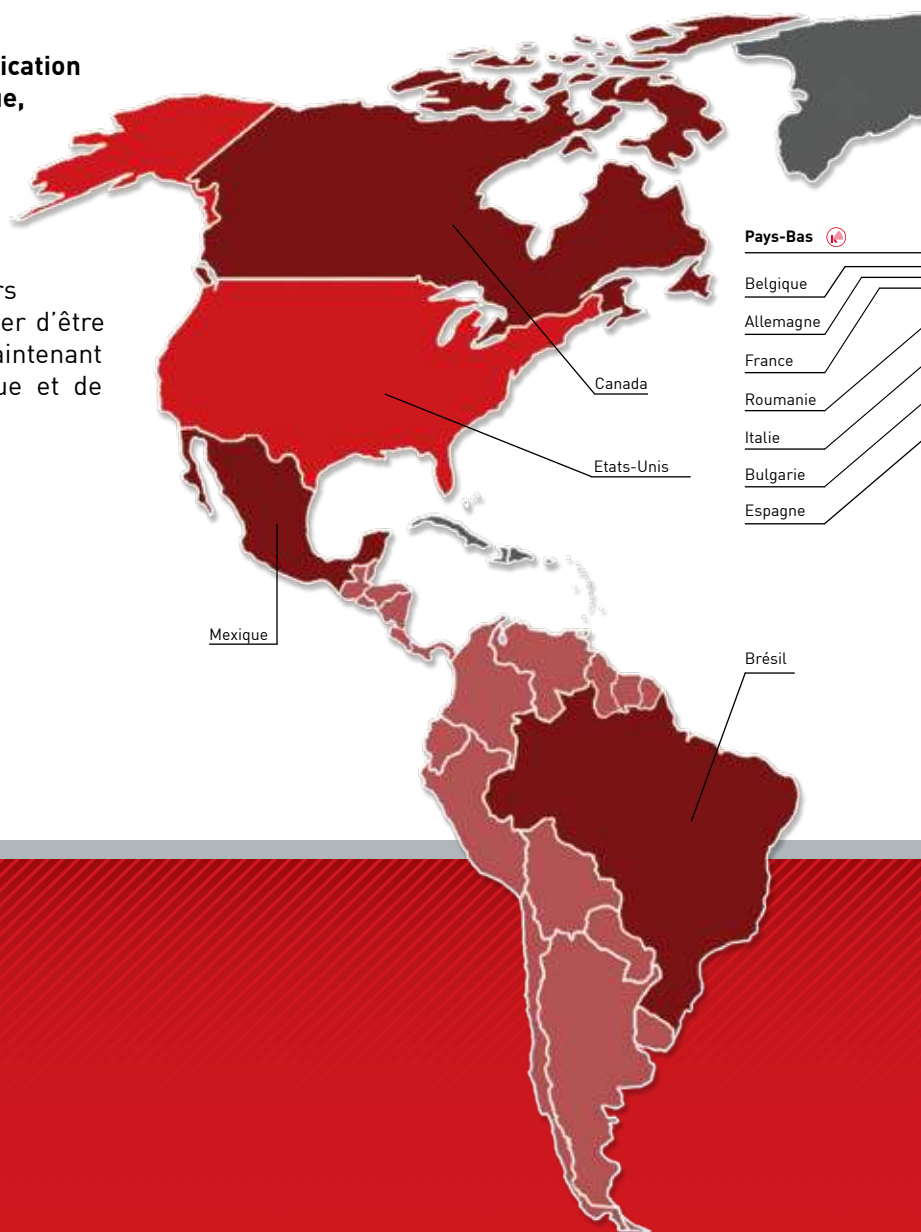 ication
ue,
rs
er d'être
aintenant
ue et de
Pays-Bas
Belgique
Allemagne
France
Roumanie
Italie
Bulgarie
Espagne
Canada
Etats-Unis
Mexique
Brésil